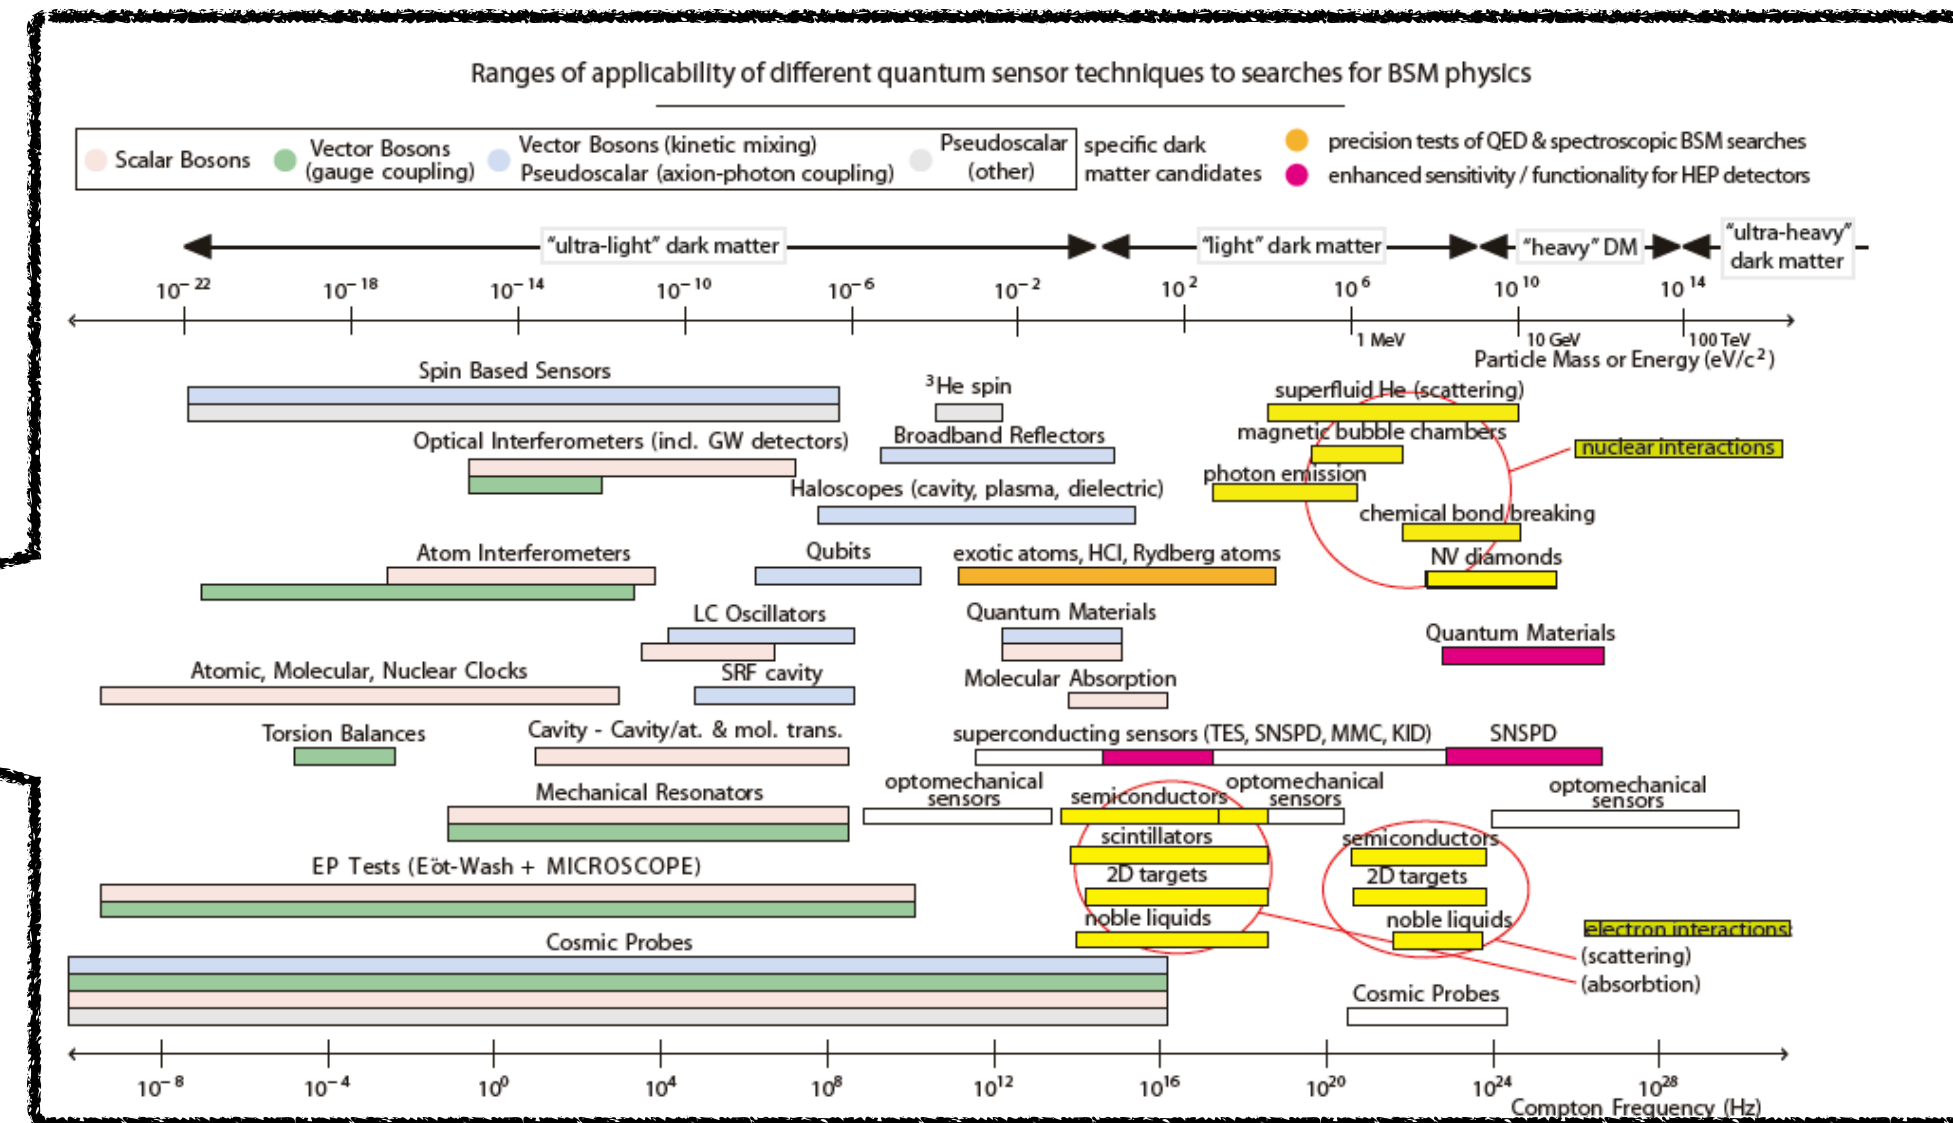 Ranges of applicability of different quantum sensor techniques to searches for BSM physics
Scalar Bosons
Vector Bosons
(gauge coupling)
Vector Bosons (kinetic mixing)
Pseudoscalar (axion-photon coupling)
Pseudoscalar
(other)
specific dark
matter candidates
precision tests of QED & spectroscopic BSM searches
enhanced sensitivity / functionality for HEP detectors
"ultra-light" dark matter
"light" dark matter
"heavy" DM
"ultra-heavy"
dark matter
10⁻²² 10⁻¹⁸ 10⁻¹⁴ 10⁻¹⁰ 10⁻⁶ 10⁻² 10² 10⁶ 10¹⁰ 10¹⁴
1 MeV 10 GeV 100 TeV
Particle Mass or Energy (eV/c²)
Spin Based Sensors
³He spin
superfluid He (scattering)
Optical Interferometers (incl. GW detectors)
Broadband Reflectors
magnetic bubble chambers
nuclear interactions
photon emission
Haloscopes (cavity, plasma, dielectric)
chemical bond breaking
Atom Interferometers
Qubits
exotic atoms, HCI, Rydberg atoms
NV diamonds
LC Oscillators
Quantum Materials
Quantum Materials
Atomic, Molecular, Nuclear Clocks
SRF cavity
Molecular Absorption
Torsion Balances
Cavity - Cavity/at. & mol. trans.
superconducting sensors (TES, SNSPD, MMC, KID)
SNSPD
Mechanical Resonators
optomechanical
sensors
semiconductors
optomechanical
sensors
optomechanical
sensors
scintillators
semiconductors
EP Tests (Eöt-Wash + MICROSCOPE)
2D targets
2D targets
noble liquids
noble liquids
electron interactions
(scattering)
(absorbtion)
Cosmic Probes
Cosmic Probes
10⁻⁸ 10⁻⁴ 10⁰ 10⁴ 10⁸ 10¹² 10¹⁶ 10²⁰ 10²⁴ 10²⁸
Compton Frequency (Hz)